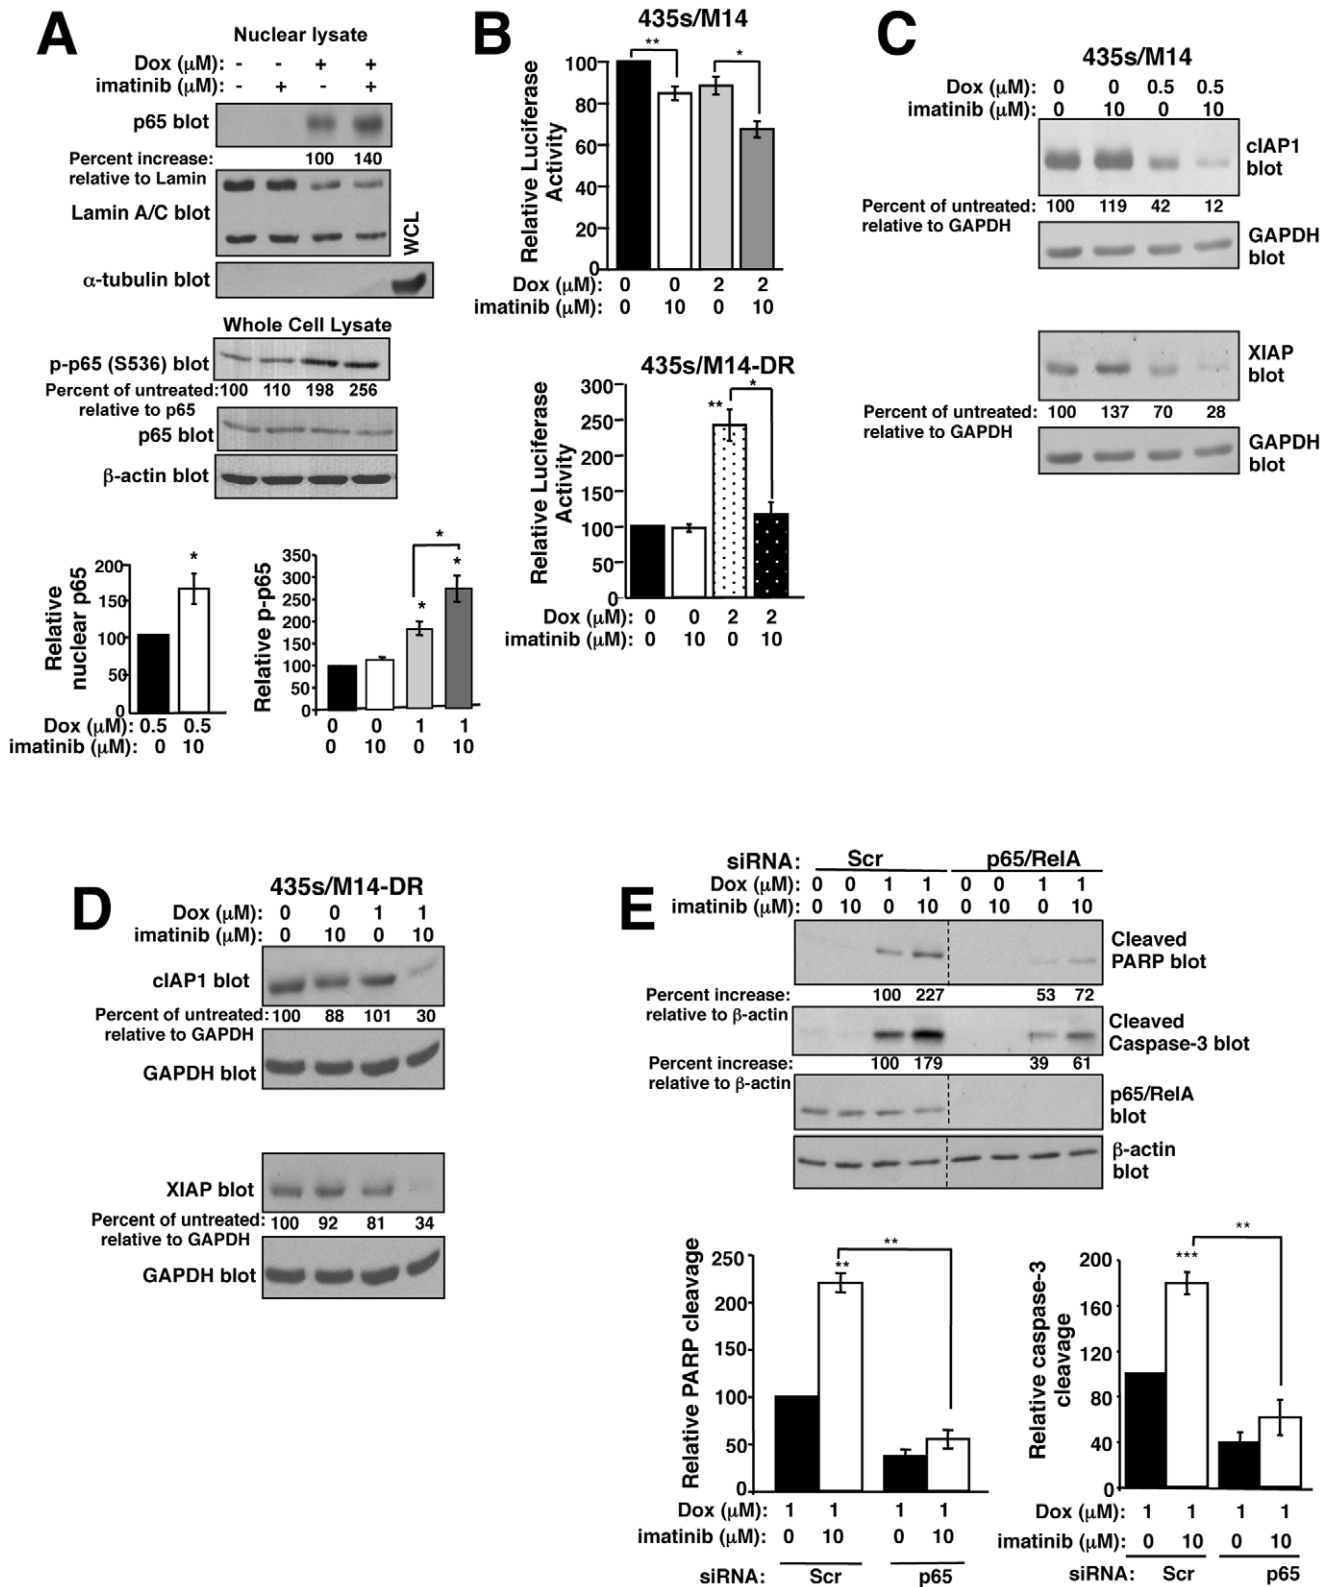 A
Nuclear lysate
Dox (μM): - - + +
imatinib (μM): - + - +
p65 blot
Percent increase: 100 140
relative to Lamin
Lamin A/C blot
WCL
α-tubulin blot
Whole Cell Lysate
p-p65 (S536) blot
Percent of untreated: 100 110 198 256
relative to p65
p65 blot
β-actin blot
Relative nuclear p65
200
150
100
50
0
Dox (μM): 0.5 0.5
imatinib (μM): 0 10
*
Relative p-p65
350
300
250
200
150
100
50
0
* * *
0 0 1 1
0 10 0 10
B
435s/M14
Relative Luciferase Activity
100
80
60
40
20
0
** *
Dox (μM): 0 0 2 2
imatinib (μM): 0 10 0 10
435s/M14-DR
Relative Luciferase Activity
300
250
200
150
100
50
0
** *
Dox (μM): 0 0 2 2
imatinib (μM): 0 10 0 10
C
435s/M14
Dox (μM): 0 0 0.5 0.5
imatinib (μM): 0 10 0 10
cIAP1 blot
Percent of untreated: 100 119 42 12
relative to GAPDH
GAPDH blot
XIAP blot
Percent of untreated: 100 137 70 28
relative to GAPDH
GAPDH blot
D
435s/M14-DR
Dox (μM): 0 0 1 1
imatinib (μM): 0 10 0 10
cIAP1 blot
Percent of untreated: 100 88 101 30
relative to GAPDH
GAPDH blot
XIAP blot
Percent of untreated: 100 92 81 34
relative to GAPDH
GAPDH blot
E
siRNA: Scr p65/RelA
Dox (μM): 0 0 1 1 0 0 1 1
imatinib (μM): 0 10 0 10 0 10 0 10
Cleaved
PARP blot
Percent increase: 100 227 53 72
relative to β-actin
Cleaved
Caspase-3 blot
Percent increase: 100 179 39 61
relative to β-actin
p65/RelA
blot
β-actin
blot
Relative PARP cleavage
250
200
150
100
50
0
** **
Dox (μM): 1 1 1 1
imatinib (μM): 0 10 0 10
siRNA: Scr p65
Relative caspase-3 cleavage
200
160
120
80
40
0
*** **
Dox (μM): 1 1 1 1
imatinib (μM): 0 10 0 10
siRNA: Scr p65